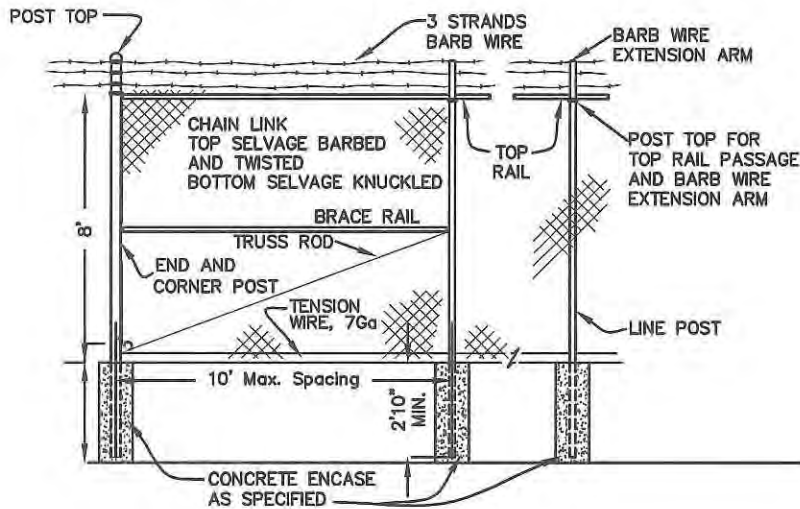 POST TOP
3 STRANDS
BARB WIRE
BARB WIRE
EXTENSION ARM
CHAIN LINK
TOP SELVAGE BARBED
AND TWISTED
BOTTOM SELVAGE KNUCKLED
TOP
RAIL
POST TOP FOR
TOP RAIL PASSAGE
AND BARB WIRE
EXTENSION ARM
8'
BRACE RAIL
TRUSS ROD
END AND
CORNER POST
TENSION
WIRE, 7Ga
LINE POST
10' Max. Spacing
2'10"
MIN.
CONCRETE ENCASE
AS SPECIFIED